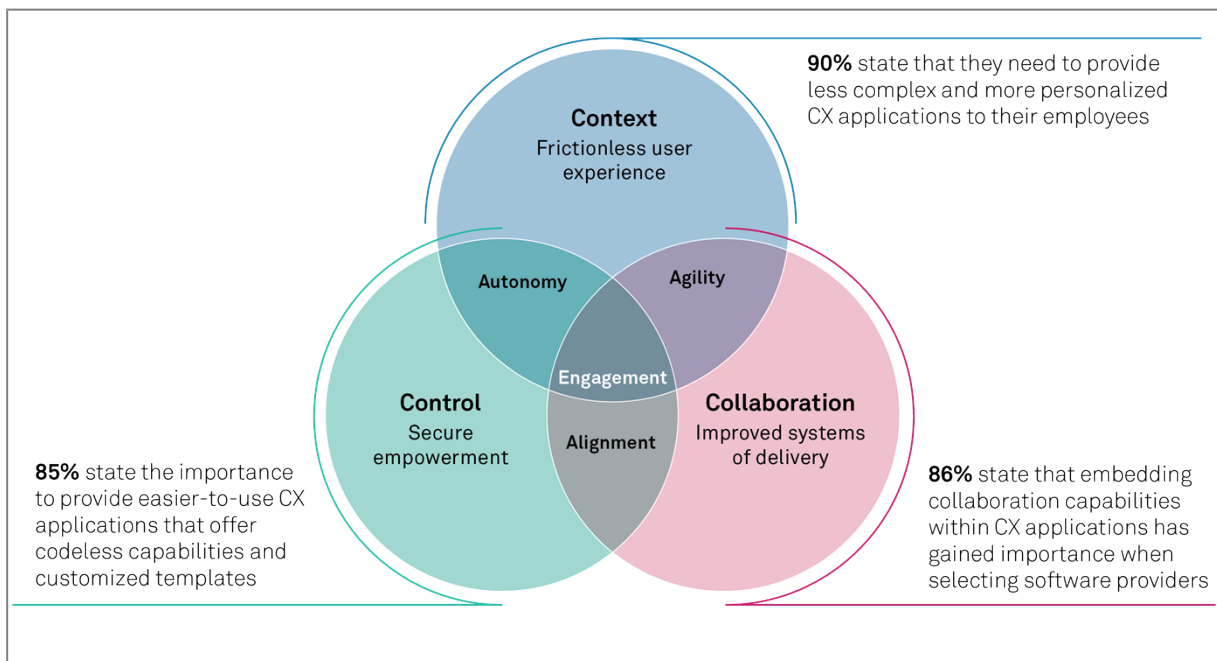 90% state that they need to provide
less complex and more personalized
CX applications to their employees
Context
Frictionless user
experience
Autonomy
Agility
Engagement
Control
Secure
empowerment
Collaboration
Improved systems
of delivery
Alignment
85% state the importance
to provide easier-to-use CX
applications that offer
codeless capabilities and
customized templates
86% state that embedding
collaboration capabilities
within CX applications has
gained importance when
selecting software providers